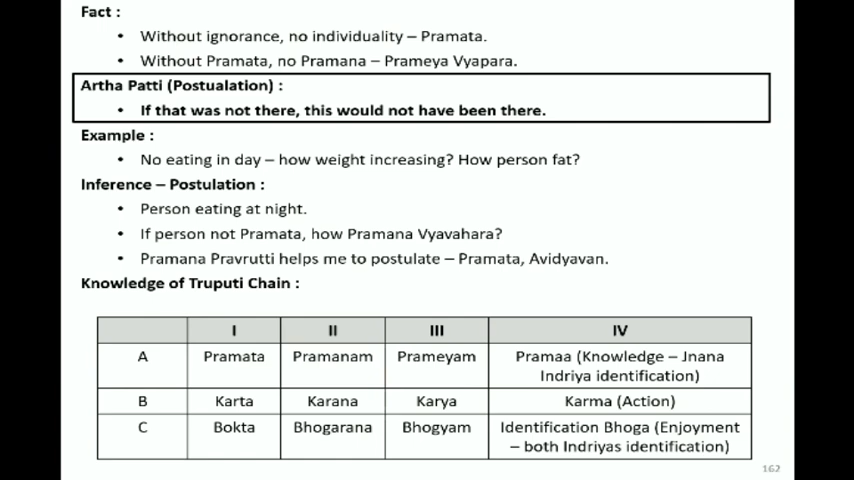 Fact :
• Without ignorance, no individuality – Pramata.
• Without Pramata, no Pramana – Prameya Vyapara.
Artha Patti (Postualation) :
• If that was not there, this would not have been there.
Example :
• No eating in day – how weight increasing? How person fat?
Inference – Postulation :
• Person eating at night.
• If person not Pramata, how Pramana Vyavahara?
• Pramana Pravrutti helps me to postulate – Pramata, Avidyavan.
Knowledge of Truputi Chain :
I II III IV
A Pramata Pramanam Prameyam Pramaa (Knowledge – Jnana
Indriya identification)
B Karta Karana Karya Karma (Action)
C Bokta Bhogarana Bhogyam Identification Bhoga (Enjoyment
– both Indriyas identification)
162